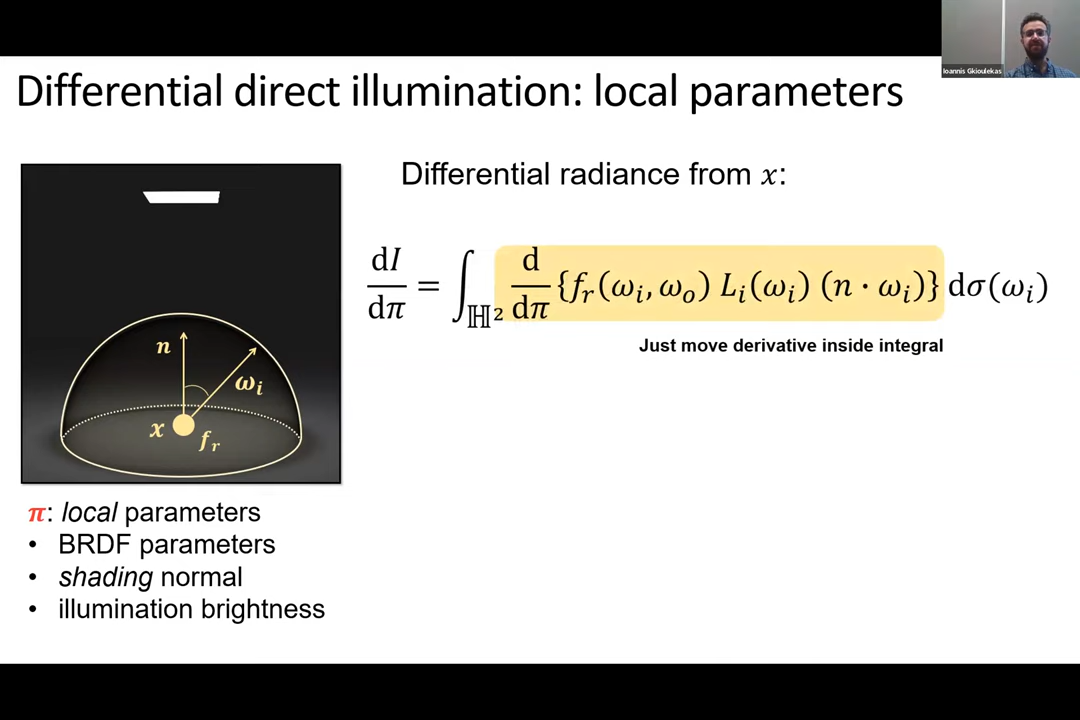 Ioannis Gkioulekas
Differential direct illumination: local parameters
Differential radiance from x:
dI/dπ = ∫_ℍ² d/dπ {f_r(ω_i, ω_o) L_i(ω_i) (n · ω_i)} dσ(ω_i)
Just move derivative inside integral
n
ω_i
x
f_r
π: local parameters
• BRDF parameters
• shading normal
• illumination brightness